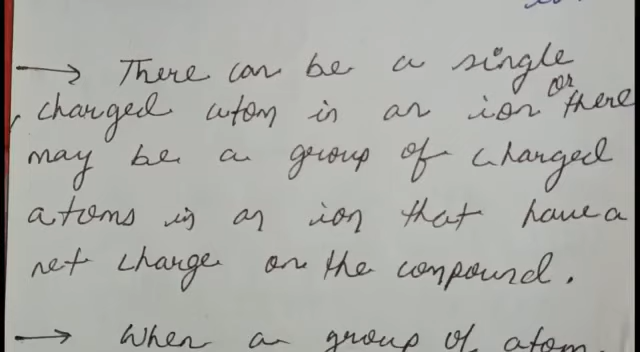 → There can be a single
charged atom in an ion or there
may be a group of charged
atoms in an ion that have a
net charge on the compound.
→ When a group of atom